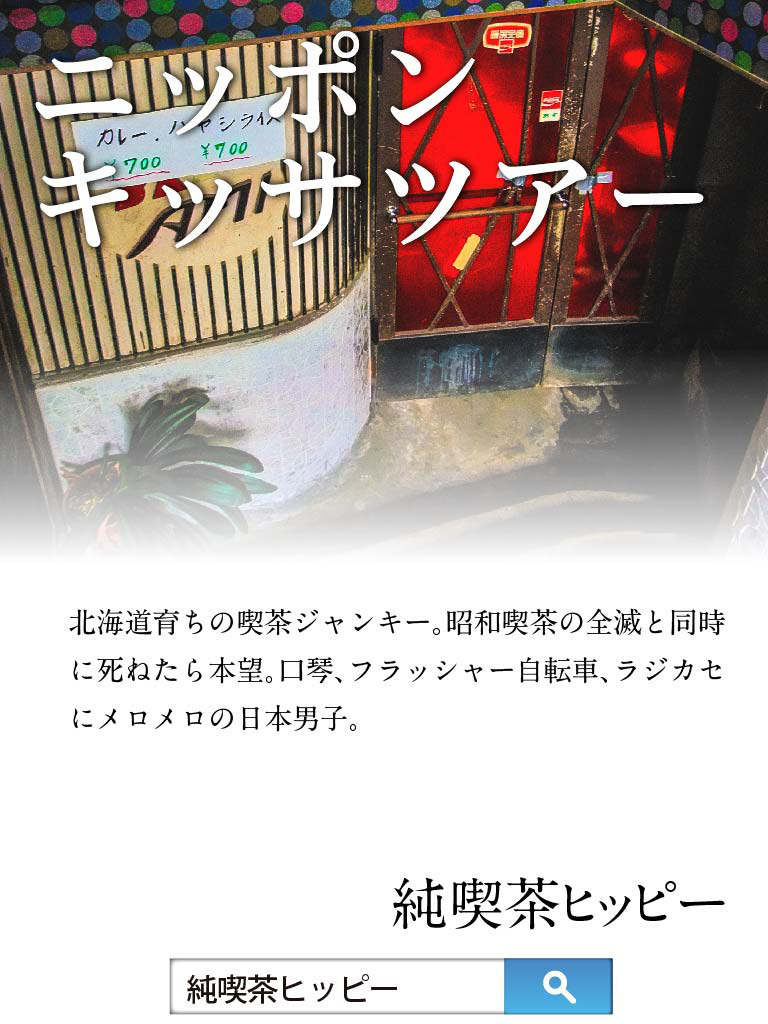 ニッポン
キッサツアー
カレー．ハヤシライス
¥700 ¥700
北海道育ちの喫茶ジャンキー。昭和喫茶の全滅と同時
に死ねたら本望。口琴、フラッシャー自転車、ラジカセ
にメロメロの日本男子。
純喫茶ヒッピー
純喫茶ヒッピー